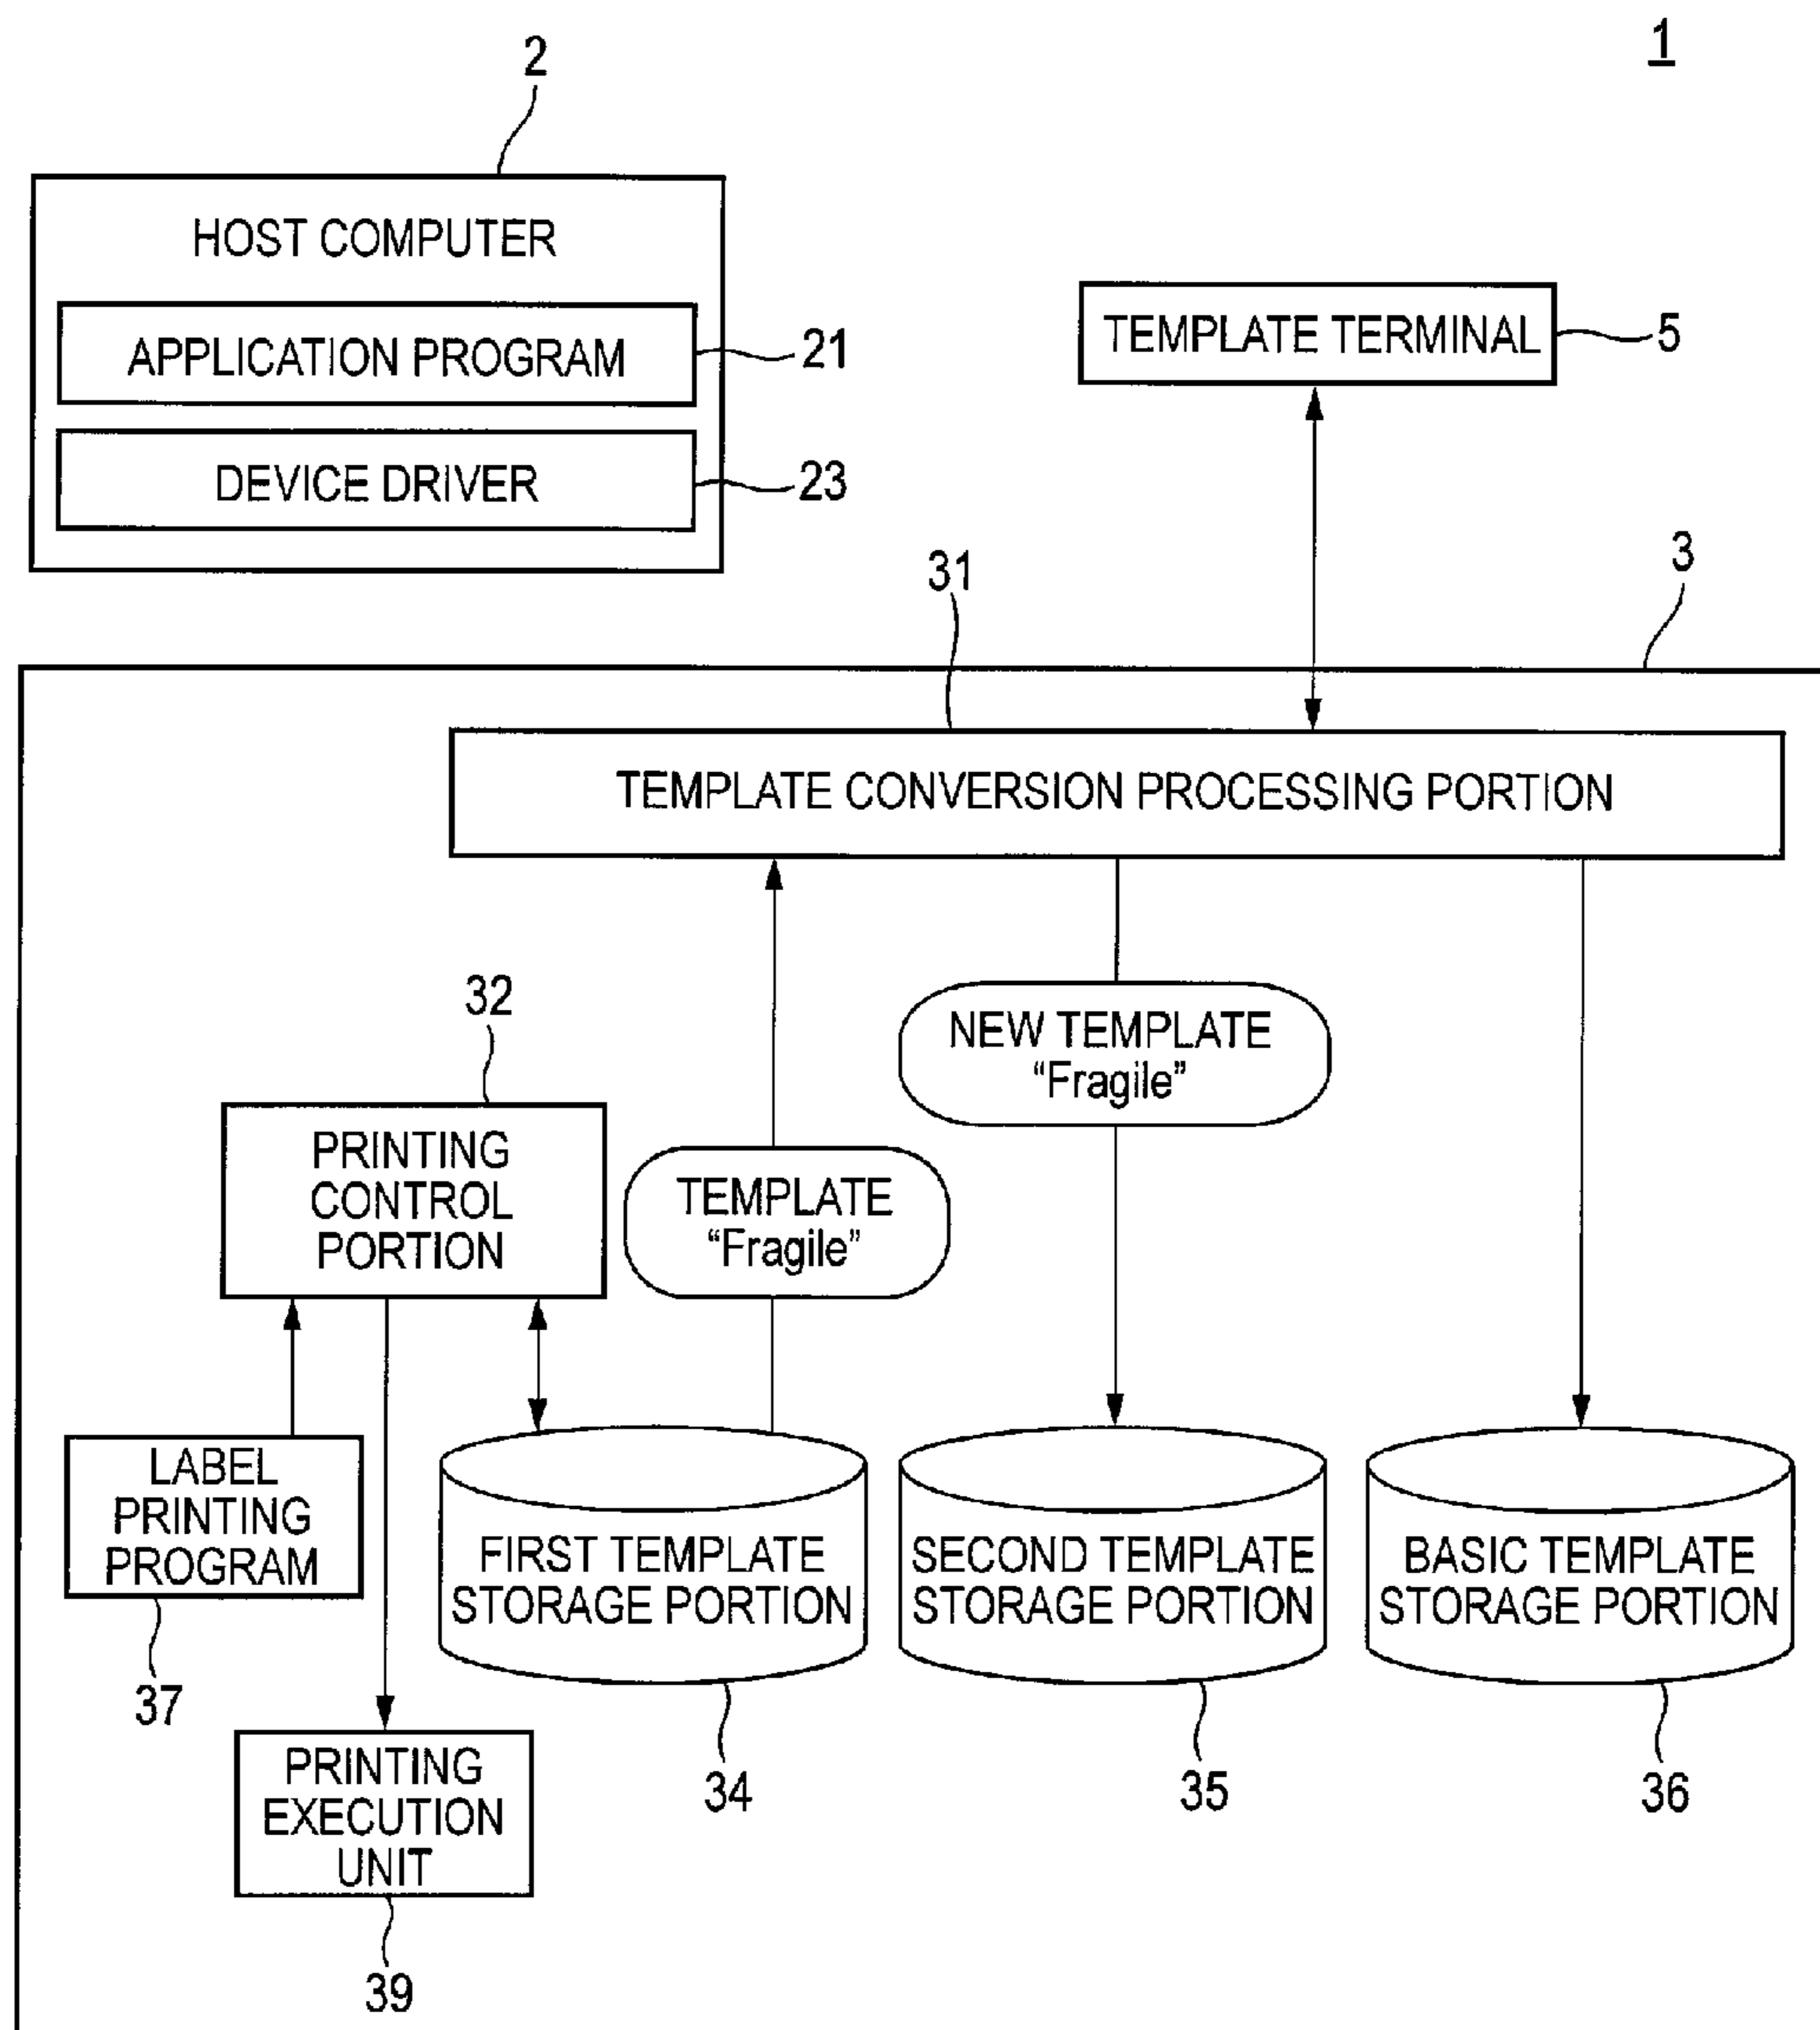 1
2
HOST COMPUTER
APPLICATION PROGRAM
21
DEVICE DRIVER
23
TEMPLATE TERMINAL
5
3
31
TEMPLATE CONVERSION PROCESSING PORTION
32
NEW TEMPLATE
“Fragile”
PRINTING
CONTROL
PORTION
TEMPLATE
“Fragile”
LABEL
PRINTING
PROGRAM
37
FIRST TEMPLATE
STORAGE PORTION
34
SECOND TEMPLATE
STORAGE PORTION
35
BASIC TEMPLATE
STORAGE PORTION
36
PRINTING
EXECUTION
UNIT
39